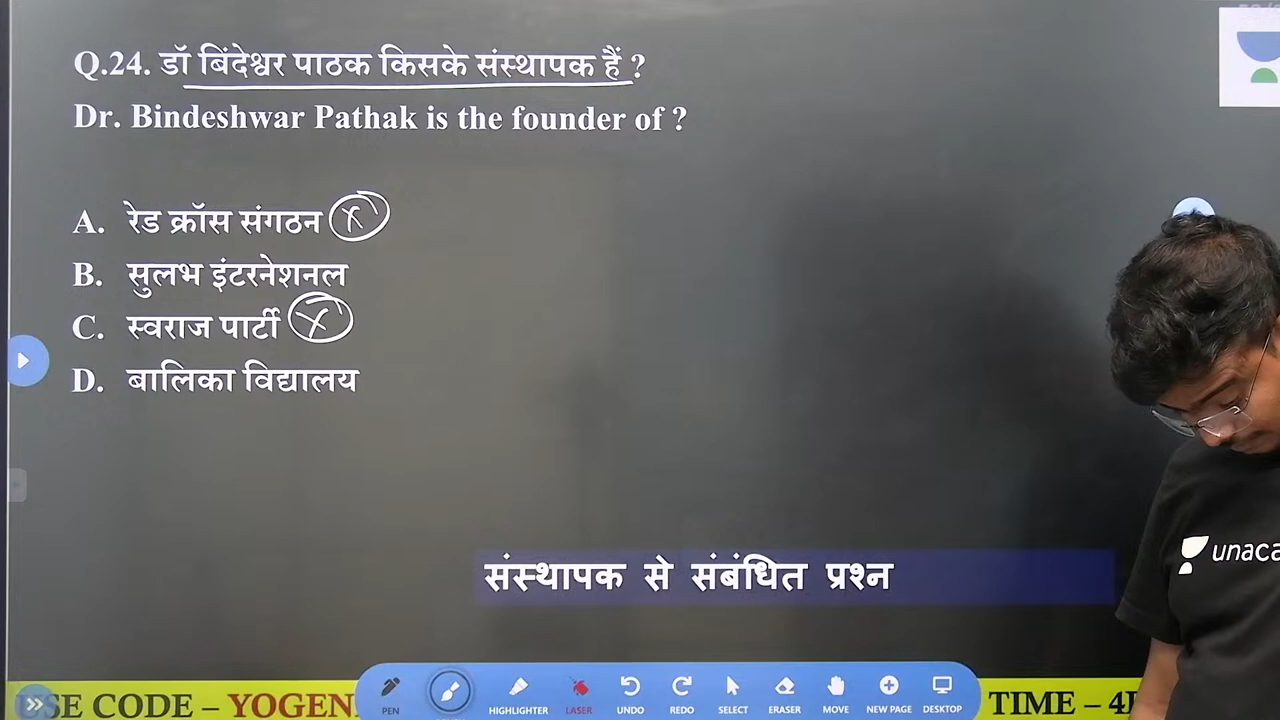 Q.24. डॉ बिंदेश्वर पाठक किसके संस्थापक हैं ?
Dr. Bindeshwar Pathak is the founder of ?
A. रेड क्रॉस संगठन
B. सुलभ इंटरनेशनल
C. स्वराज पार्टी
D. बालिका विद्यालय
संस्थापक से संबंधित प्रश्न
unaca
USE CODE – YOGEN
TIME – 4
PEN
HIGHLIGHTER
LASER
UNDO
REDO
SELECT
ERASER
MOVE
NEW PAGE
DESKTOP